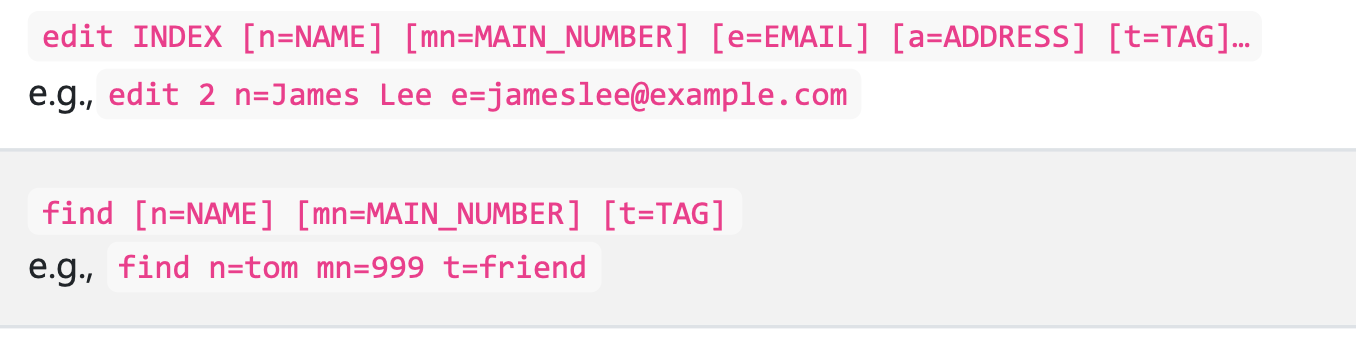 edit INDEX [n=NAME] [mn=MAIN_NUMBER] [e=EMAIL] [a=ADDRESS] [t=TAG]…
e.g., edit 2 n=James Lee e=jameslee@example.com
find [n=NAME] [mn=MAIN_NUMBER] [t=TAG]
e.g., find n=tom mn=999 t=friend